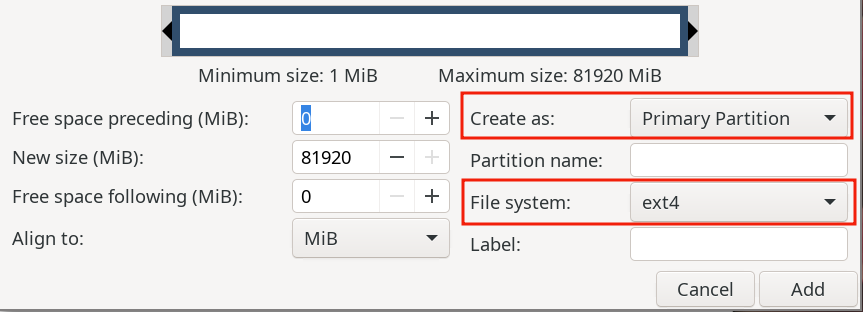 Minimum size: 1 MiB Maximum size: 81920 MiB
Free space preceding (MiB): 0 Create as: Primary Partition
New size (MiB): 81920 Partition name:
Free space following (MiB): 0 File system: ext4
Align to: MiB Label:
Cancel Add